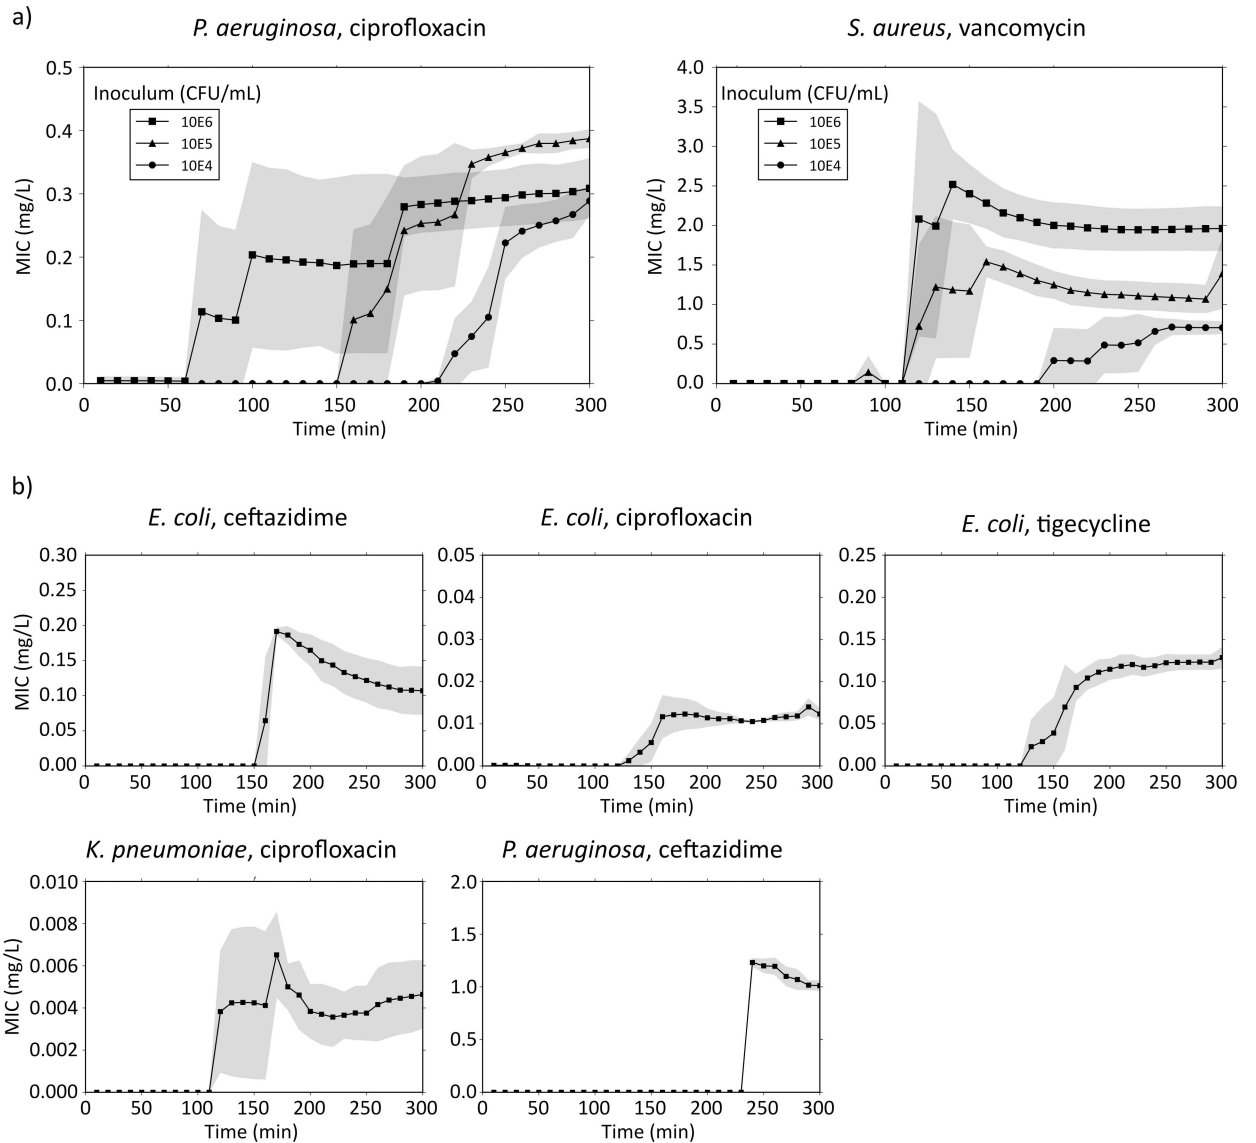 a)
P. aeruginosa, ciprofloxacin
S. aureus, vancomycin
MIC (mg/L)
0.5
0.4
0.3
0.2
0.1
0.0
Inoculum (CFU/mL)
10E6
10E5
10E4
0 50 100 150 200 250 300
Time (min)
MIC (mg/L)
4.0
3.5
3.0
2.5
2.0
1.5
1.0
0.5
0.0
Inoculum (CFU/mL)
10E6
10E5
10E4
0 50 100 150 200 250 300
Time (min)
b)
E. coli, ceftazidime
MIC (mg/L)
0.30
0.25
0.20
0.15
0.10
0.05
0.00
0 50 100 150 200 250 300
Time (min)
E. coli, ciprofloxacin
0.05
0.04
0.03
0.02
0.01
0.00
0 50 100 150 200 250 300
Time (min)
E. coli, tigecycline
0.25
0.20
0.15
0.10
0.05
0.00
0 50 100 150 200 250 300
Time (min)
K. pneumoniae, ciprofloxacin
MIC (mg/L)
0.010
0.008
0.006
0.004
0.002
0.000
0 50 100 150 200 250 300
Time (min)
P. aeruginosa, ceftazidime
2.0
1.5
1.0
0.5
0.0
0 50 100 150 200 250 300
Time (min)